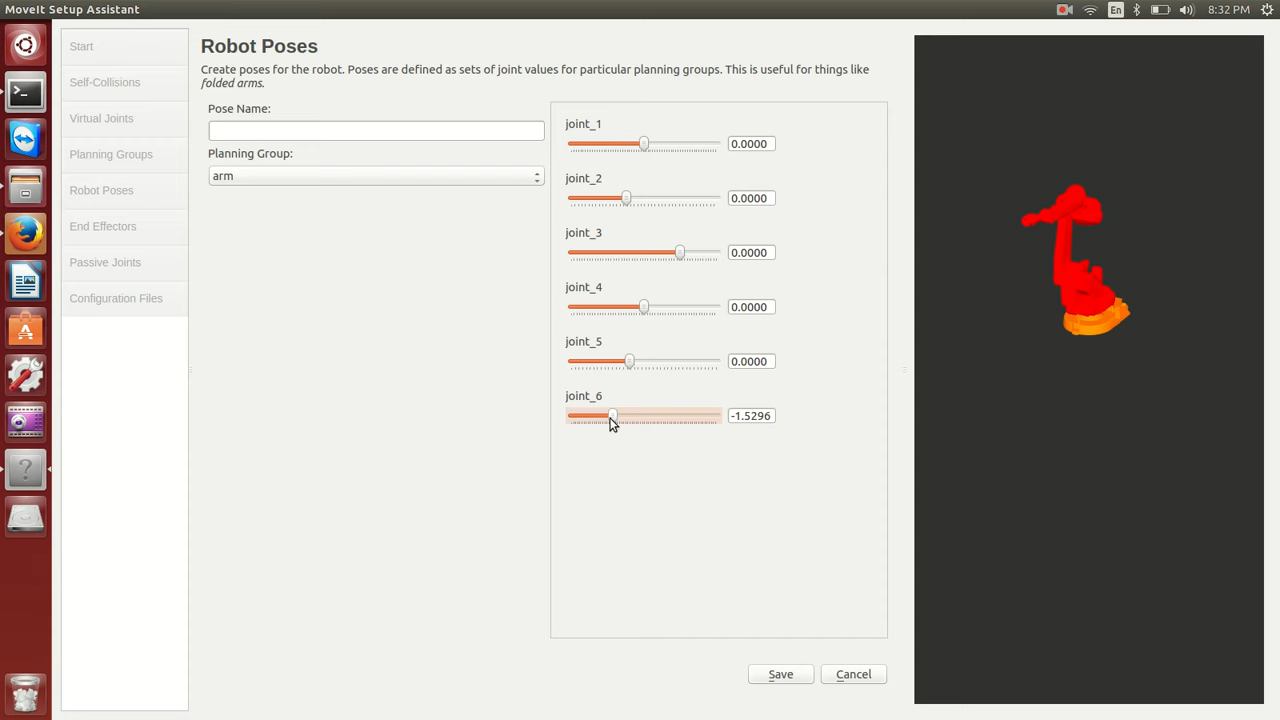 MoveIt Setup Assistant
En
8:32 PM
Start
Self-Collisions
Virtual Joints
Planning Groups
Robot Poses
End Effectors
Passive Joints
Configuration Files
Robot Poses
Create poses for the robot. Poses are defined as sets of joint values for particular planning groups. This is useful for things like
folded arms.
Pose Name:
Planning Group:
arm
joint_1
0.0000
joint_2
0.0000
joint_3
0.0000
joint_4
0.0000
joint_5
0.0000
joint_6
-1.5296
Save
Cancel